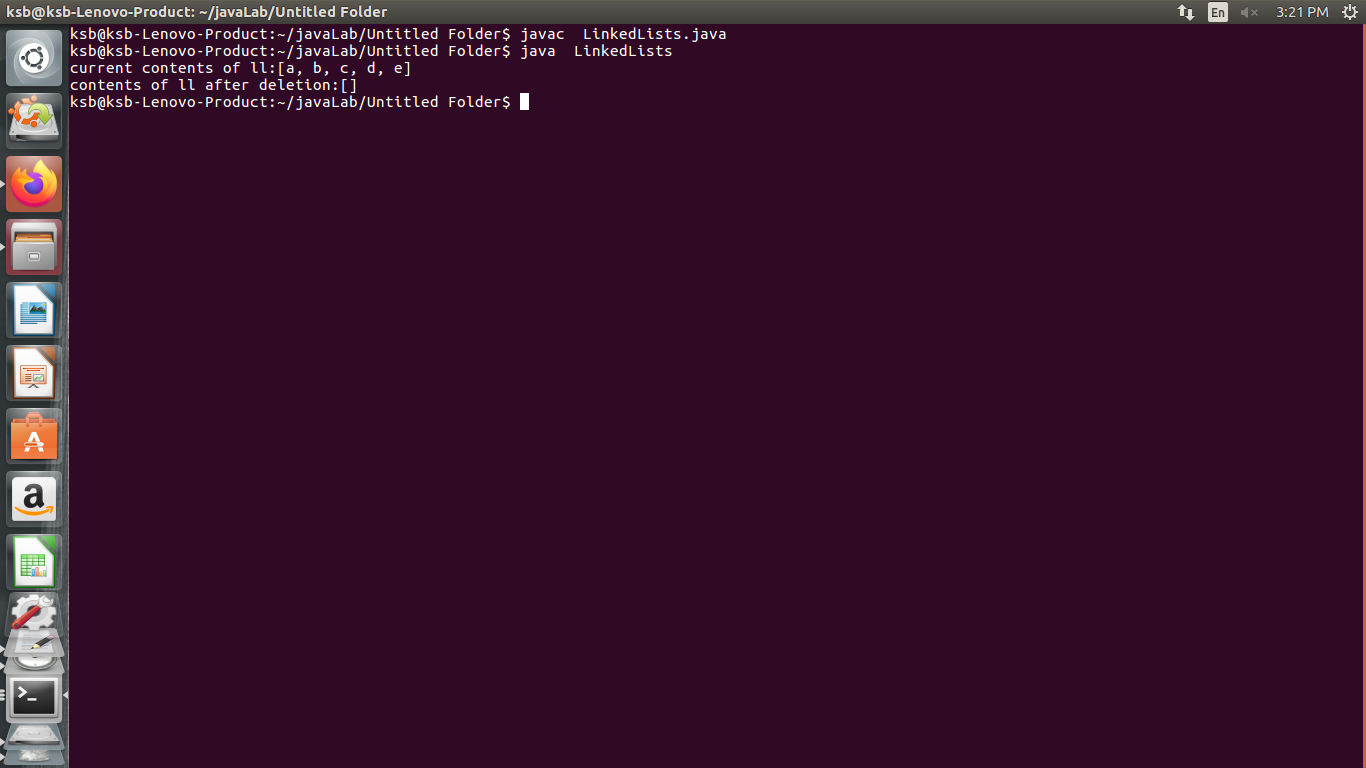 ksb@ksb-Lenovo-Product: ~/javaLab/Untitled Folder
En
3:21 PM
ksb@ksb-Lenovo-Product:~/javaLab/Untitled Folder$ javac  LinkedLists.java
ksb@ksb-Lenovo-Product:~/javaLab/Untitled Folder$ java  LinkedLists
current contents of ll:[a, b, c, d, e]
contents of ll after deletion:[]
ksb@ksb-Lenovo-Product:~/javaLab/Untitled Folder$
A
a
>_